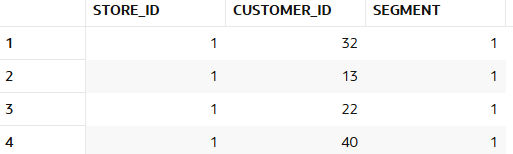 STORE_ID CUSTOMER_ID SEGMENT
1 1 32 1
2 1 13 1
3 1 22 1
4 1 40 1